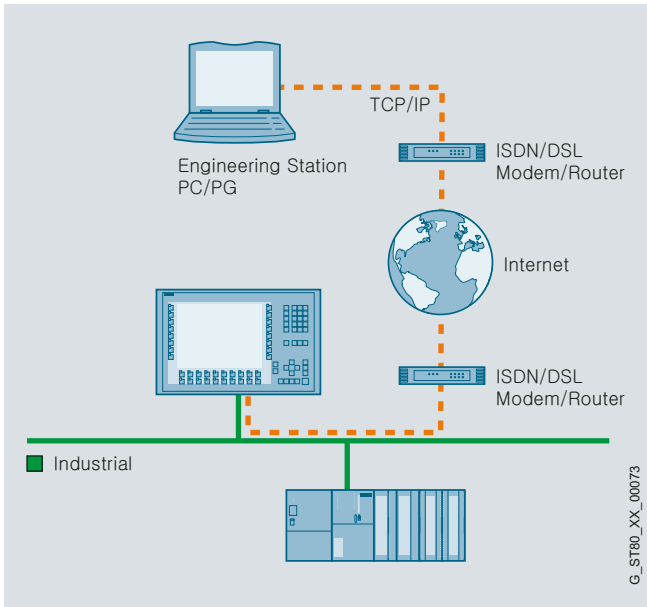 TCP/IP
Engineering Station
PC/PG
ISDN/DSL
Modem/Router
Internet
ISDN/DSL
Modem/Router
Industrial
G_ST80_XX_00073